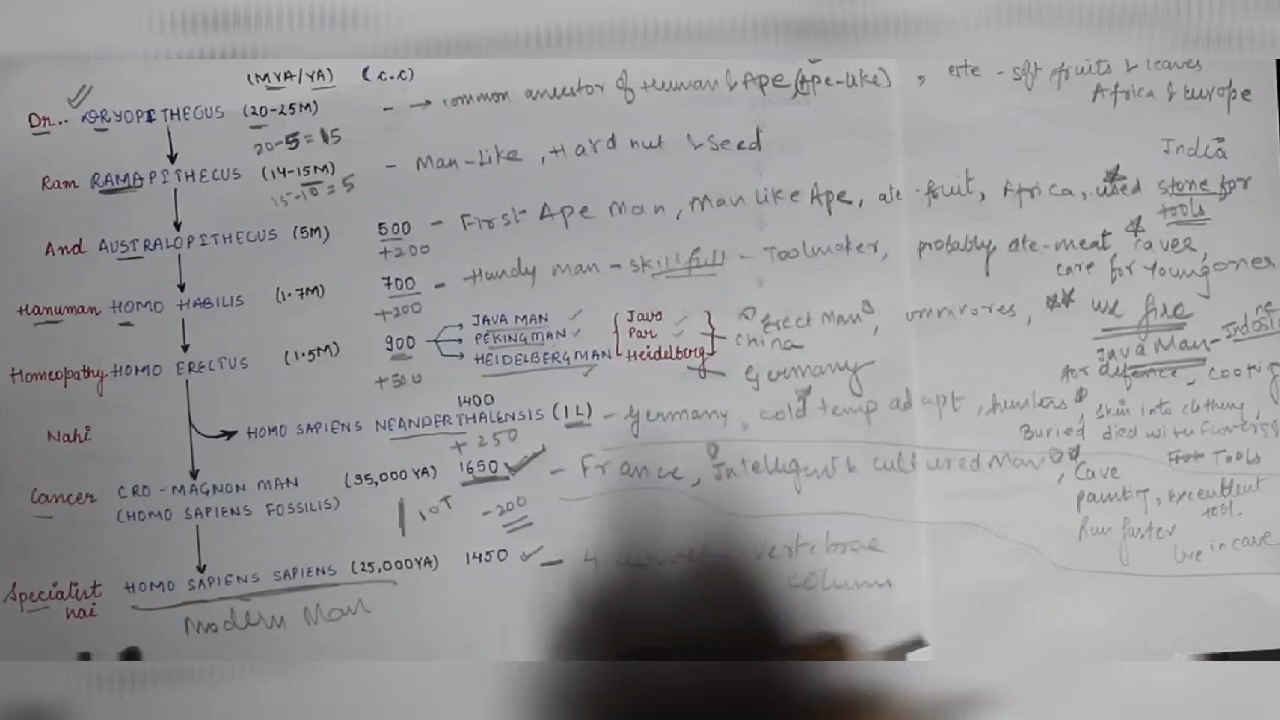 (MYA/YA) (C.C)
Dr.. DRYOPITHECUS (20-25M) - → common ancestor of Human & Ape (Ape-like), ate - soft fruits & leaves
Africa & Europe
20-5=15
Ram RAMAPITHECUS (14-15M) - Man-Like, Hard nut & Seed
India
15-10=5
And AUSTRALOPITHECUS (5M) 500 - First Ape Man, Man like Ape, ate fruit, Africa, used stone for
tools
+200
Hanuman HOMO HABILIS (1.7M) 700 - Handy man - skillfull - Toolmaker, probably ate-meat, caves,
care for Young ones
+200
Homeopathy HOMO ERECTUS (1.5M) 900
JAVA MAN Java
PEKING MAN China
HEIDELBERG MAN Heidelberg Germany
Erect Man, omnivores, use fire
Java Man -
for defence, cooking
+500
1400
Nahi HOMO SAPIENS NEANDERTHALENSIS (1L) - Germany, cold temp adapt, hunters, skin into clothing,
Buried died with flowers &
Tools
+250
Cancer CRO-MAGNON MAN (35,000 YA) 1650 - France, Intelligent & cultured Man, Cave
(HOMO SAPIENS FOSSILIS)
painting, excellent
tool.
Run faster
live in cave
10T -200
Specialist hai HOMO SAPIENS SAPIENS (25,000YA) 1450 - 4 vertebrae
column
Modern Man